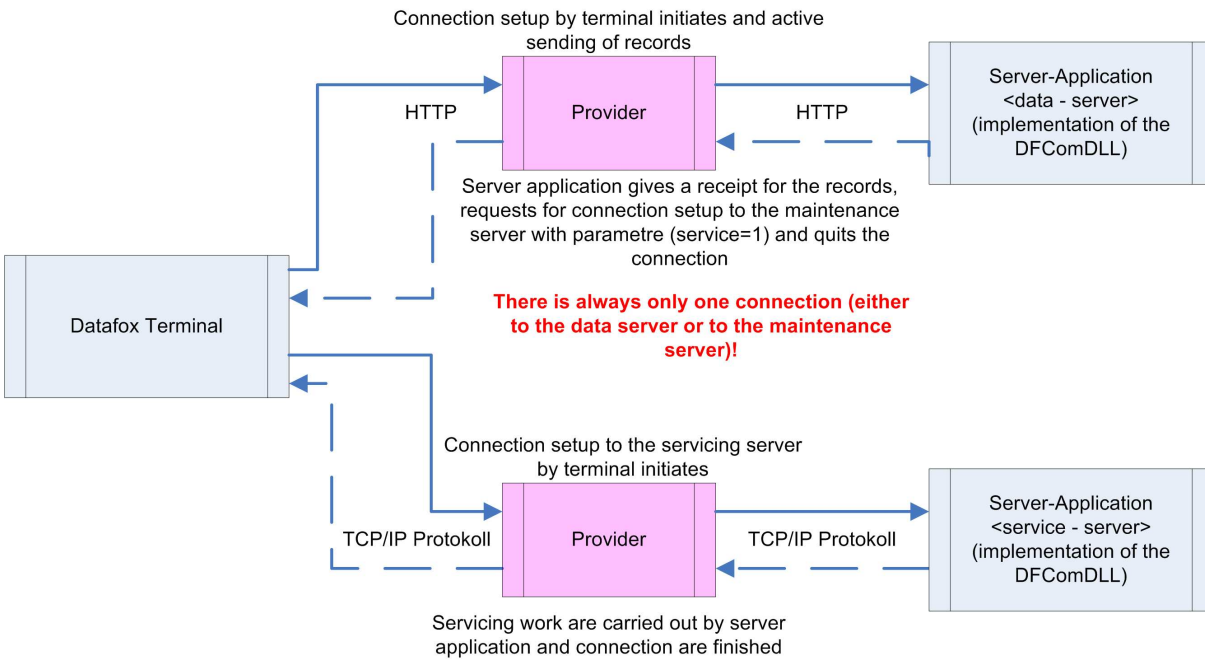 Connection setup by terminal initiates and active
sending of records
HTTP
Provider
HTTP
Server-Application
<data - server>
(implementation of the
DFComDLL)
Server application gives a receipt for the records,
requests for connection setup to the maintenance
server with parametre (service=1) and quits the
connection
There is always only one connection (either
to the data server or to the maintenance
server)!
Datafox Terminal
Connection setup to the servicing server
by terminal initiates
TCP/IP Protokoll
Provider
TCP/IP Protokoll
Server-Application
<service - server>
(implementation of the
DFComDLL)
Servicing work are carried out by server
application and connection are finished